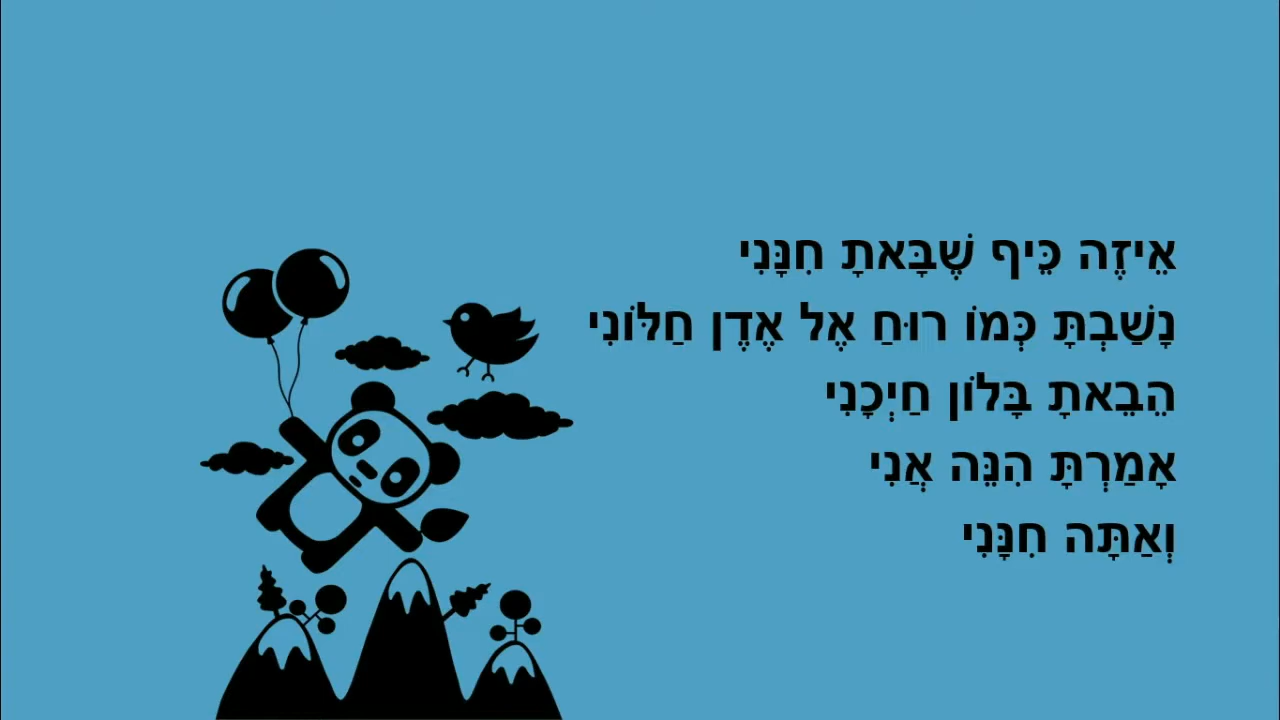 אֵיזֶה כֵּיף שֶׁבָּאתָ חִנָּנִי
נָשַׁבְתָּ כְּמוֹ רוּחַ אֶל אֶדֶן חַלּוֹנִי
הֵבֵאתָ בָּלוֹן חַיְכָנִי
אָמַרְתָּ הִנֵּה אֲנִי
וְאַתָּה חִנָּנִי